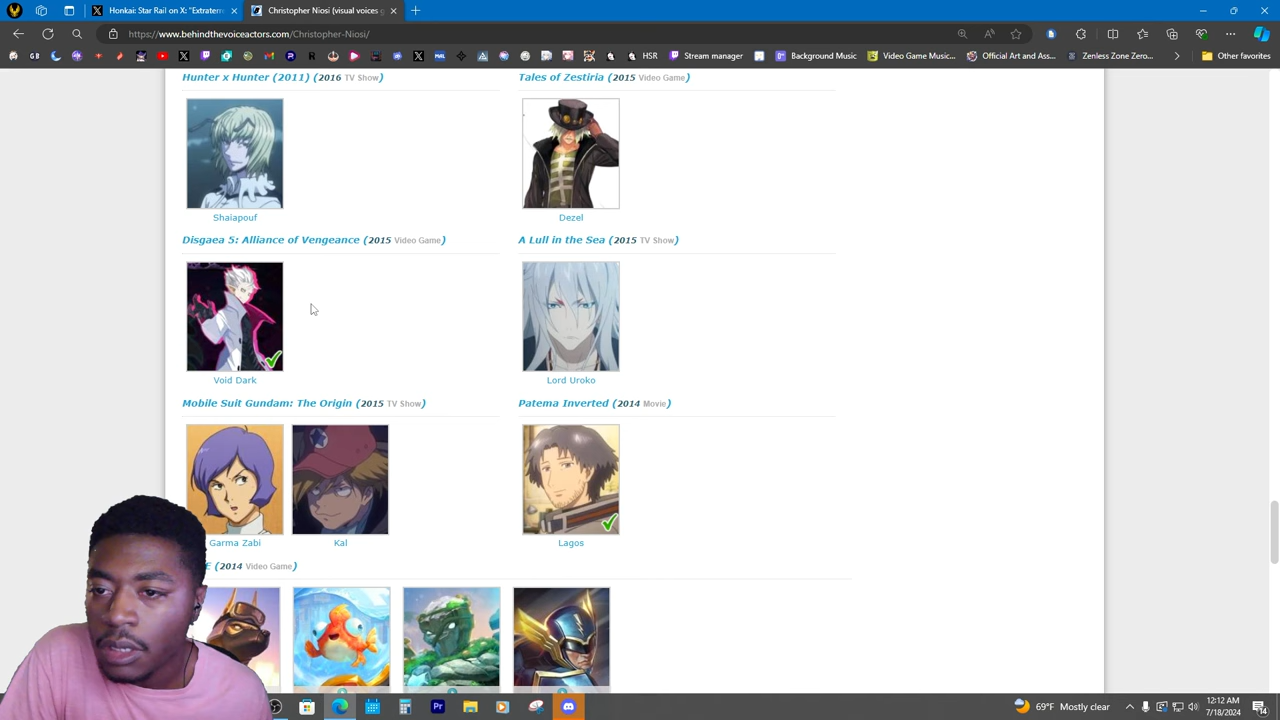 Honkai: Star Rail on X: "Extreme
Christopher Niosi (visual voices g
https://www.behindthevoiceactors.com/Christopher-Niosi/
GB
HSR
Stream manager
Background Music
Video Game Music...
Official Art and Ass...
Zenless Zone Zero...
Other favorites
Hunter x Hunter (2011) (2016 TV Show)
Tales of Zestiria (2015 Video Game)
Shaiapouf
Dezel
Disgaea 5: Alliance of Vengeance (2015 Video Game)
A Lull in the Sea (2015 TV Show)
Void Dark
Lord Uroko
Mobile Suit Gundam: The Origin (2015 TV Show)
Patema Inverted (2014 Movie)
Garma Zabi
Kal
Lagos
E (2014 Video Game)
69°F Mostly clear
12:12 AM
7/18/2024